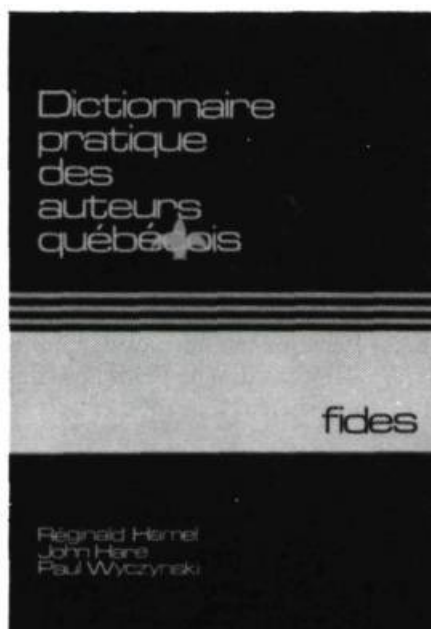 Dictionnaire
pratique
des
auteurs
québécois
fides
Réginald Hamel
John Hare
Paul Wyczynski